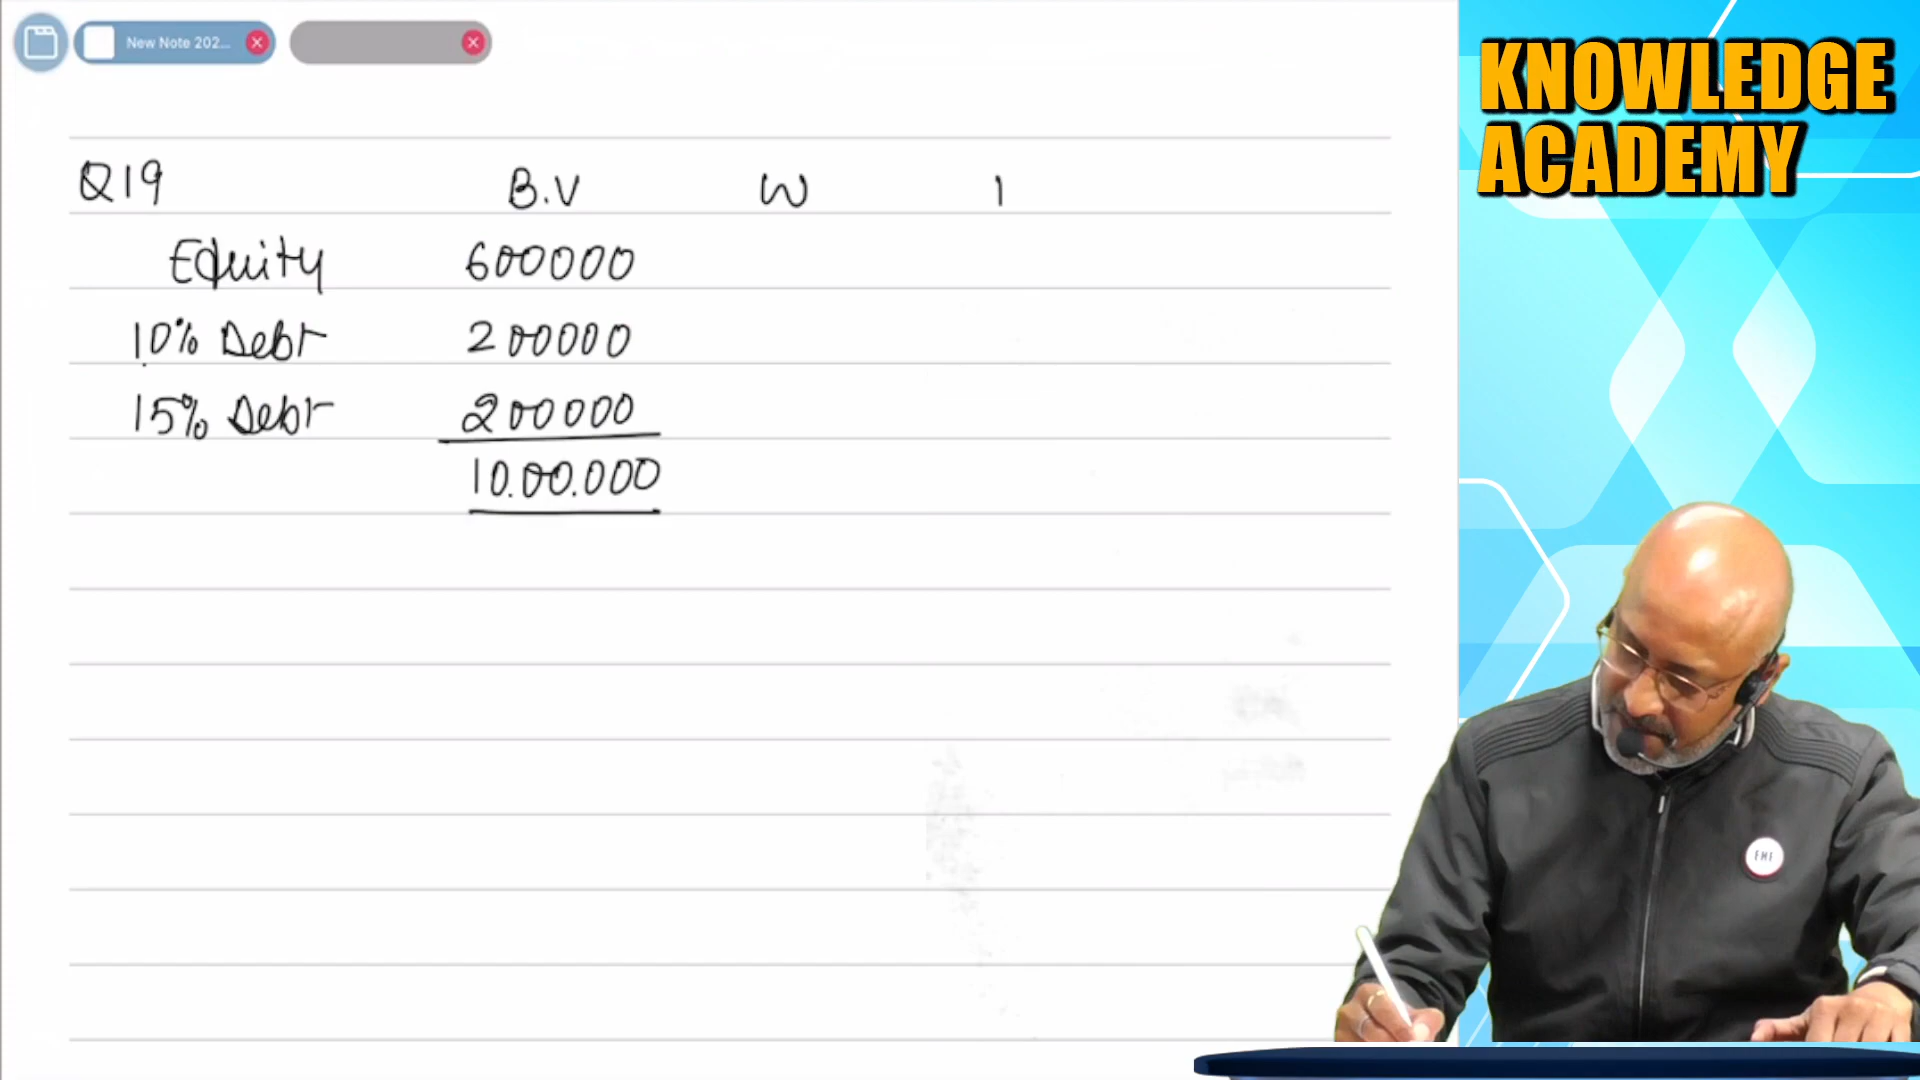 New Note 202...
KNOWLEDGE
ACADEMY
Q19 B.V W 1
Equity 600000
10% Debt 200000
15% Debt 200000
10.00.000